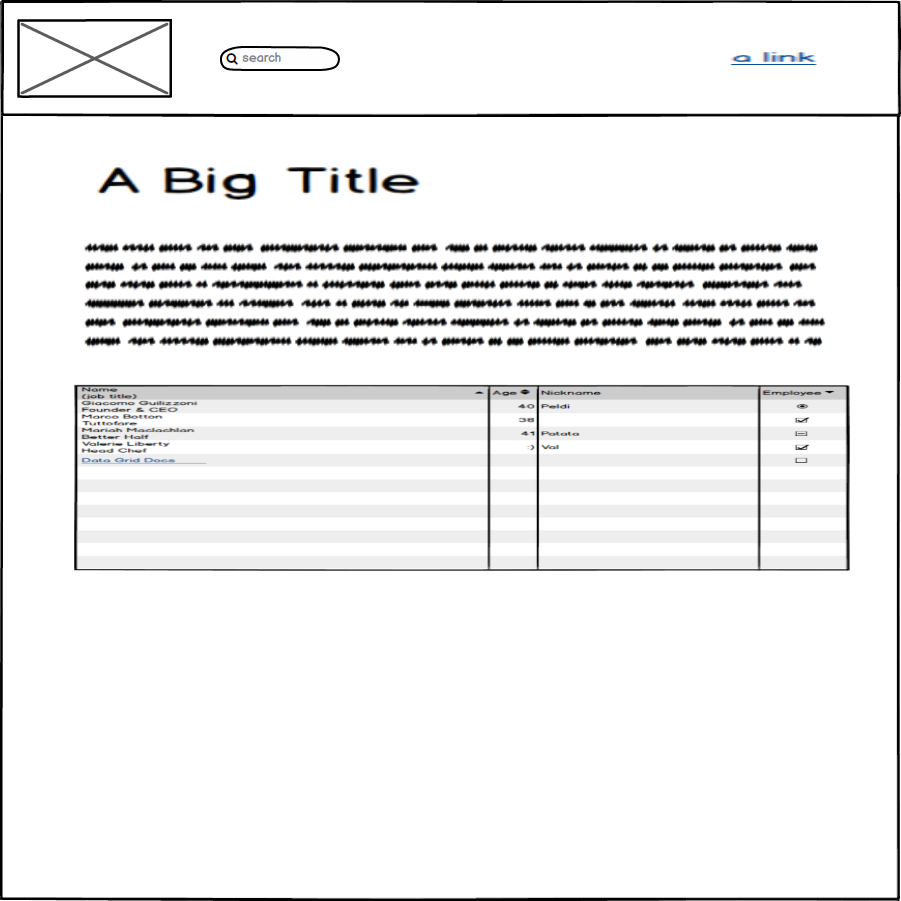 search
a link
A Big Title
Name
(job title)
Age
Nickname
Employee
Giacomo Guilizzoni
Founder & CEO
40
Peldi
Marco Botton
Tuttofare
38
Mariah Maclachlan
Better Half
41
Patata
Valerie Liberty
Head Chef
:)
Val
Data Grid Docs